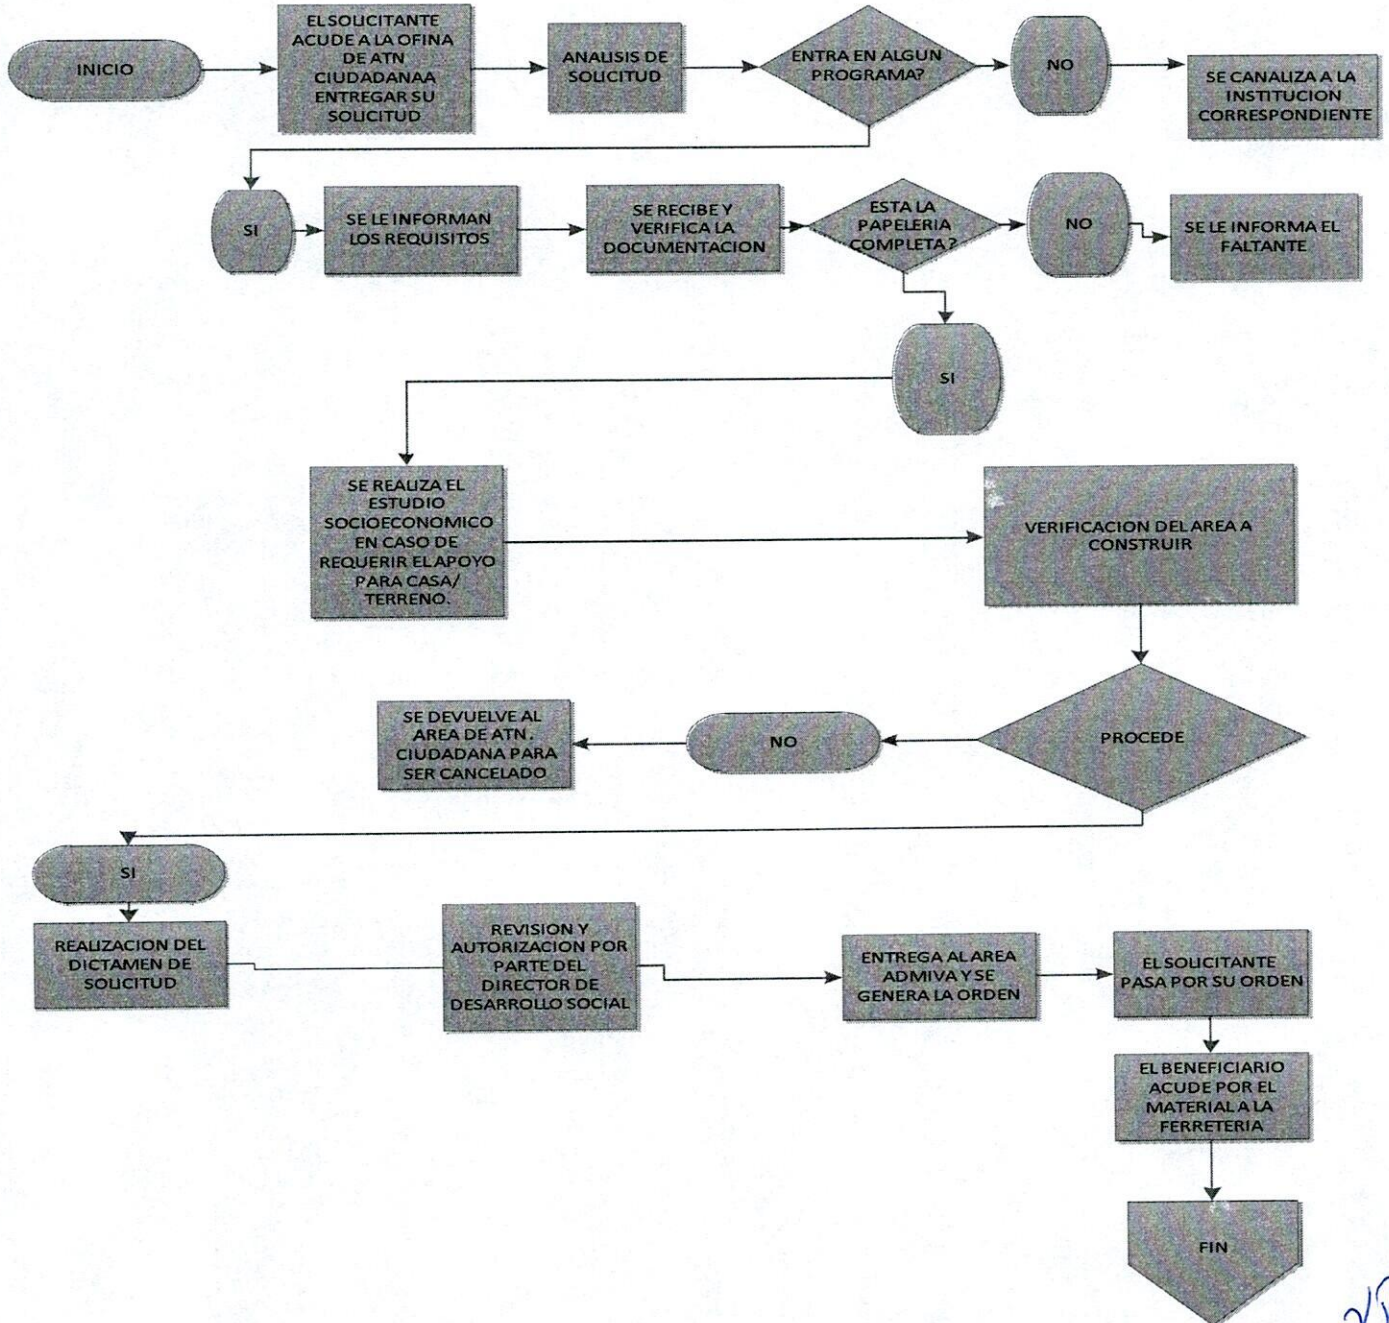 INICIO
EL SOLICITANTE
ACUDE A LA OFINA
DE ATN
CIUDADANAA
ENTREGAR SU
SOLICITUD
ANALISIS DE
SOLICITUD
ENTRA EN ALGUN
PROGRAMA?
NO
SE CANALIZA A LA
INSTITUCION
CORRESPONDIENTE
SI
SE LE INFORMAN
LOS REQUISITOS
SE RECIBE Y
VERIFICA LA
DOCUMENTACION
ESTA LA
PAPELERIA
COMPLETA?
NO
SE LE INFORMA EL
FALTANTE
SI
SE REALIZA EL
ESTUDIO
SOCIOECONOMICO
EN CASO DE
REQUERIR EL APOYO
PARA CASA/
TERRENO.
VERIFICACION DEL AREA A
CONSTRUIR
PROCEDE
NO
SE DEVUELVE AL
AREA DE ATN.
CIUDADANA PARA
SER CANCELADO
SI
REALIZACION DEL
DICTAMEN DE
SOLICITUD
REVISION Y
AUTORIZACION POR
PARTE DEL
DIRECTOR DE
DESARROLLO SOCIAL
ENTREGA AL AREA
ADMIVA Y SE
GENERA LA ORDEN
EL SOLICITANTE
PASA POR SU ORDEN
EL BENEFICIARIO
ACUDE POR EL
MATERIAL A LA
FERRETERIA
FIN